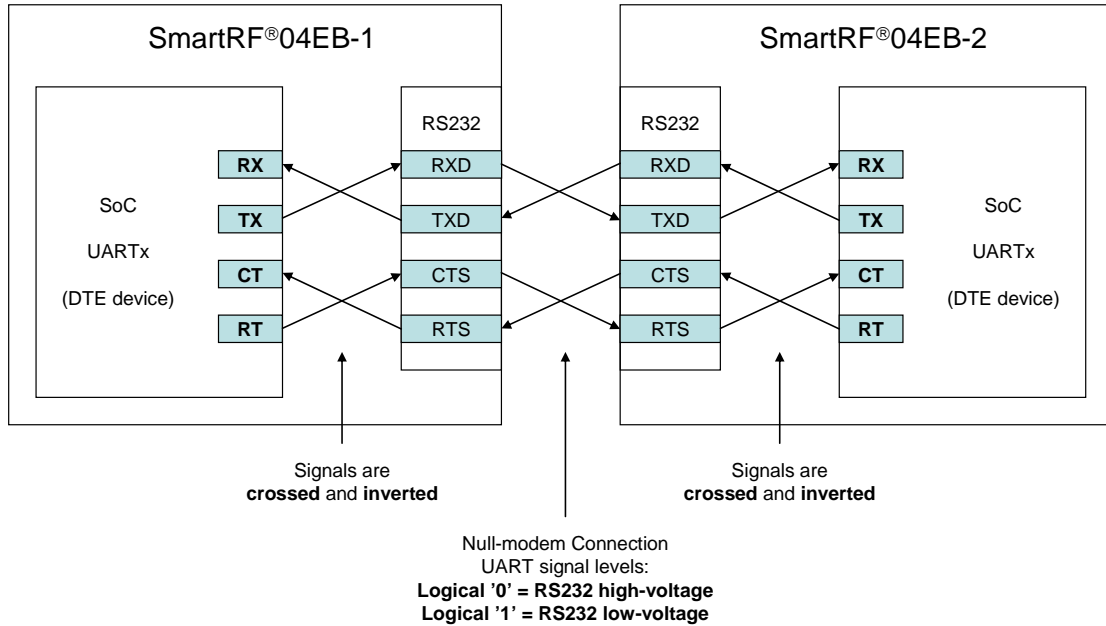 SmartRF®04EB-1
SmartRF®04EB-2
RS232
RS232
RX
RXD
RXD
RX
SoC
TX
TXD
TXD
TX
SoC
UARTx
UARTx
CT
CTS
CTS
CT
(DTE device)
(DTE device)
RT
RTS
RTS
RT
Signals are
crossed and inverted
Signals are
crossed and inverted
Null-modem Connection
UART signal levels:
Logical ’0’ = RS232 high-voltage
Logical ’1’ = RS232 low-voltage